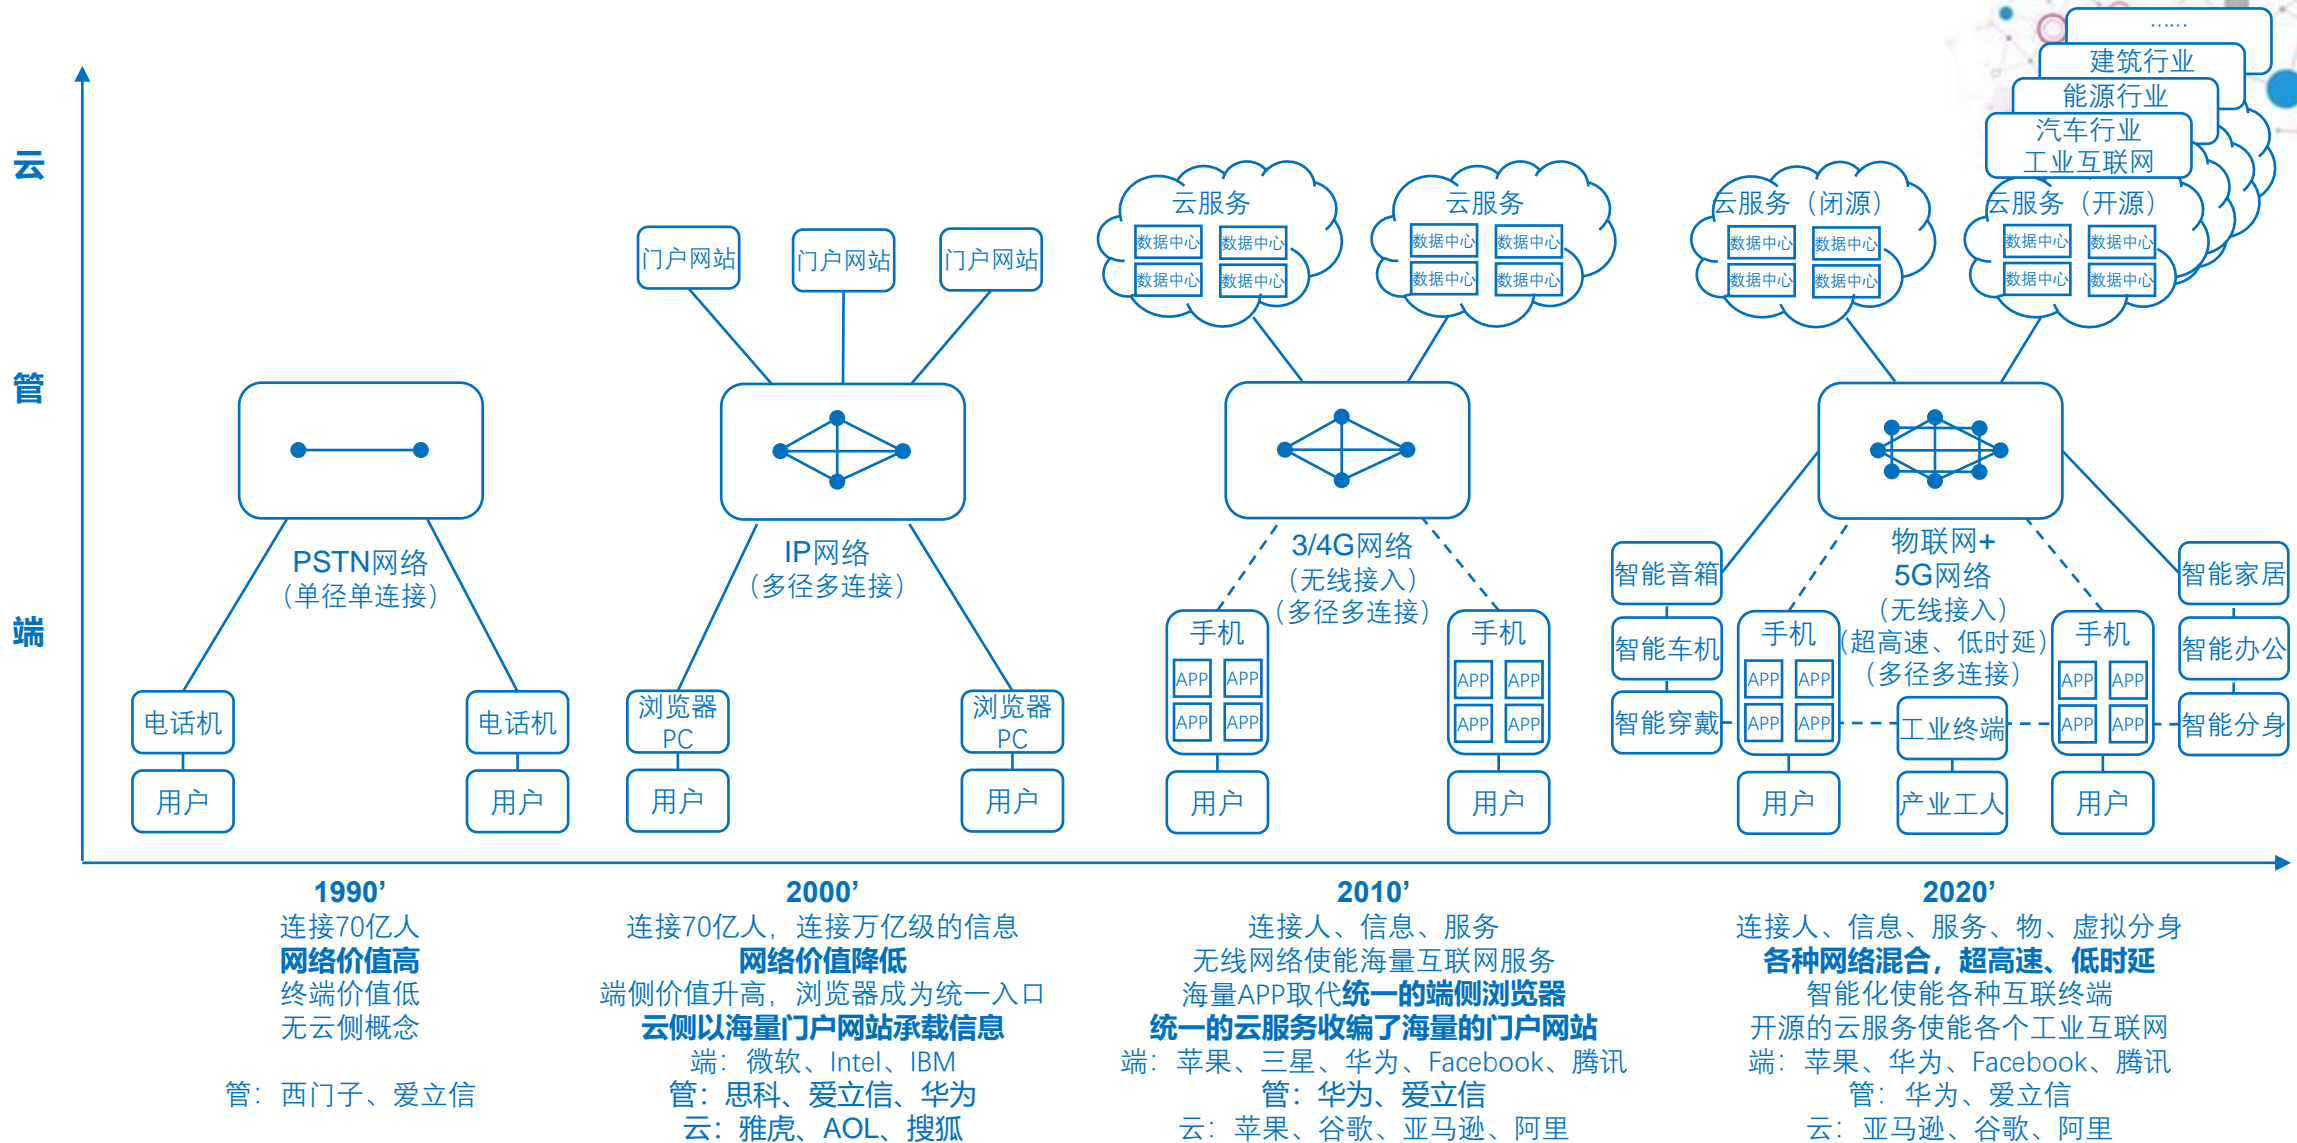 云
管
端
PSTN网络
（单径单连接）
电话机
电话机
用户
用户
1990’
连接70亿人
网络价值高
终端价值低
无云侧概念
管：西门子、爱立信
门户网站
门户网站
门户网站
IP网络
（多径多连接）
浏览器
PC
浏览器
PC
用户
用户
2000’
连接70亿人，连接万亿级的信息
网络价值降低
端侧价值升高，浏览器成为统一入口
云侧以海量门户网站承载信息
端：微软、Intel、IBM
管：思科、爱立信、华为
云：雅虎、AOL、搜狐
云服务
数据中心
数据中心
数据中心
数据中心
云服务
数据中心
数据中心
数据中心
数据中心
3/4G网络
（无线接入）
（多径多连接）
手机
APP
APP
APP
APP
手机
APP
APP
APP
APP
用户
用户
2010’
连接人、信息、服务
无线网络使能海量互联网服务
海量APP取代统一的端侧浏览器
统一的云服务收编了海量的门户网站
端：苹果、三星、华为、Facebook、腾讯
管：华为、爱立信
云：苹果、谷歌、亚马逊、阿里
……
建筑行业
能源行业
汽车行业
工业互联网
云服务（闭源）
数据中心
数据中心
数据中心
数据中心
云服务（开源）
数据中心
数据中心
数据中心
数据中心
物联网+
5G网络
（无线接入）
（超高速、低时延）
（多径多连接）
智能音箱
智能车机
智能穿戴
手机
APP
APP
APP
APP
工业终端
手机
APP
APP
APP
APP
智能家居
智能办公
智能分身
用户
产业工人
用户
2020’
连接人、信息、服务、物、虚拟分身
各种网络混合，超高速、低时延
智能化使能各种互联终端
开源的云服务使能各个工业互联网
端：苹果、华为、Facebook、腾讯
管：华为、爱立信
云：亚马逊、谷歌、阿里